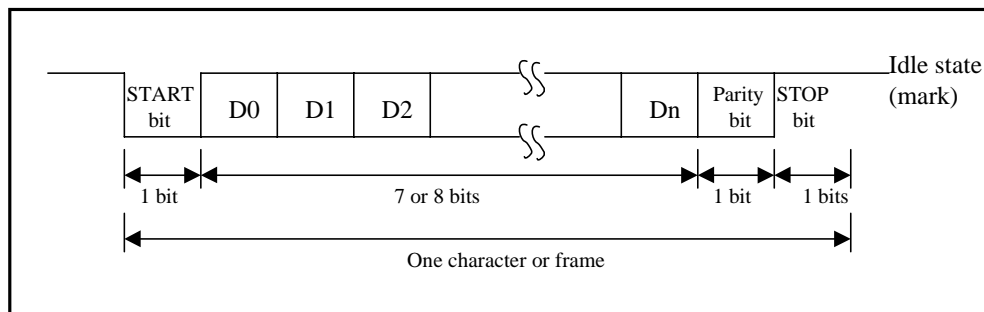 Idle state
(mark)
START
bit
D0
D1
D2
Dn
Parity
bit
STOP
bit
1 bit
7 or 8 bits
1 bit
1 bits
One character or frame